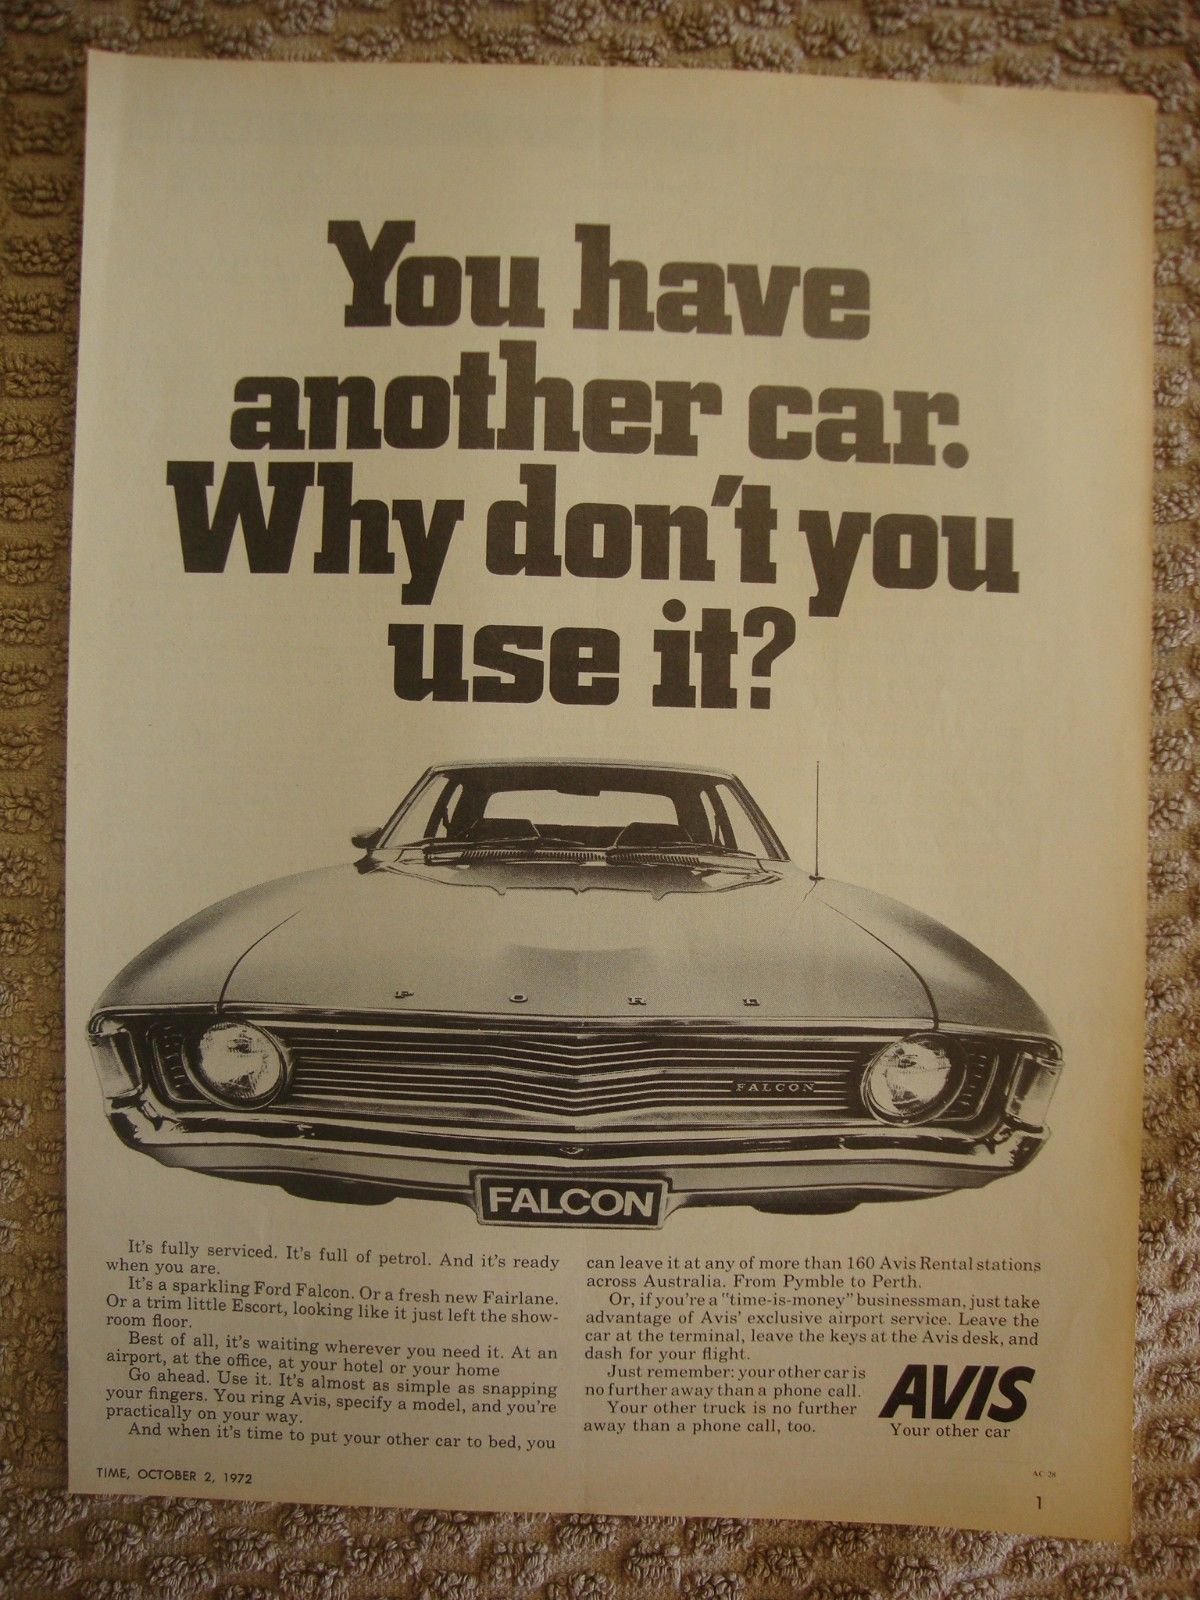 You have
another car.
Why don't you
use it?
F O R D
FALCON
FALCON
It's fully serviced. It's full of petrol. And it's ready
when you are.
It's a sparkling Ford Falcon. Or a fresh new Fairlane.
Or a trim little Escort, looking like it just left the show-
room floor.
Best of all, it's waiting wherever you need it. At an
airport, at the office, at your hotel or your home
Go ahead. Use it. It's almost as simple as snapping
your fingers. You ring Avis, specify a model, and you're
practically on your way.
And when it's time to put your other car to bed, you
can leave it at any of more than 160 Avis Rental stations
across Australia. From Pymble to Perth.
Or, if you're a "time-is-money" businessman, just take
advantage of Avis' exclusive airport service. Leave the
car at the terminal, leave the keys at the Avis desk, and
dash for your flight.
Just remember: your other car is
no further away than a phone call.
Your other truck is no further
away than a phone call, too.
AVIS
Your other car
TIME, OCTOBER 2, 1972
AC 28
1